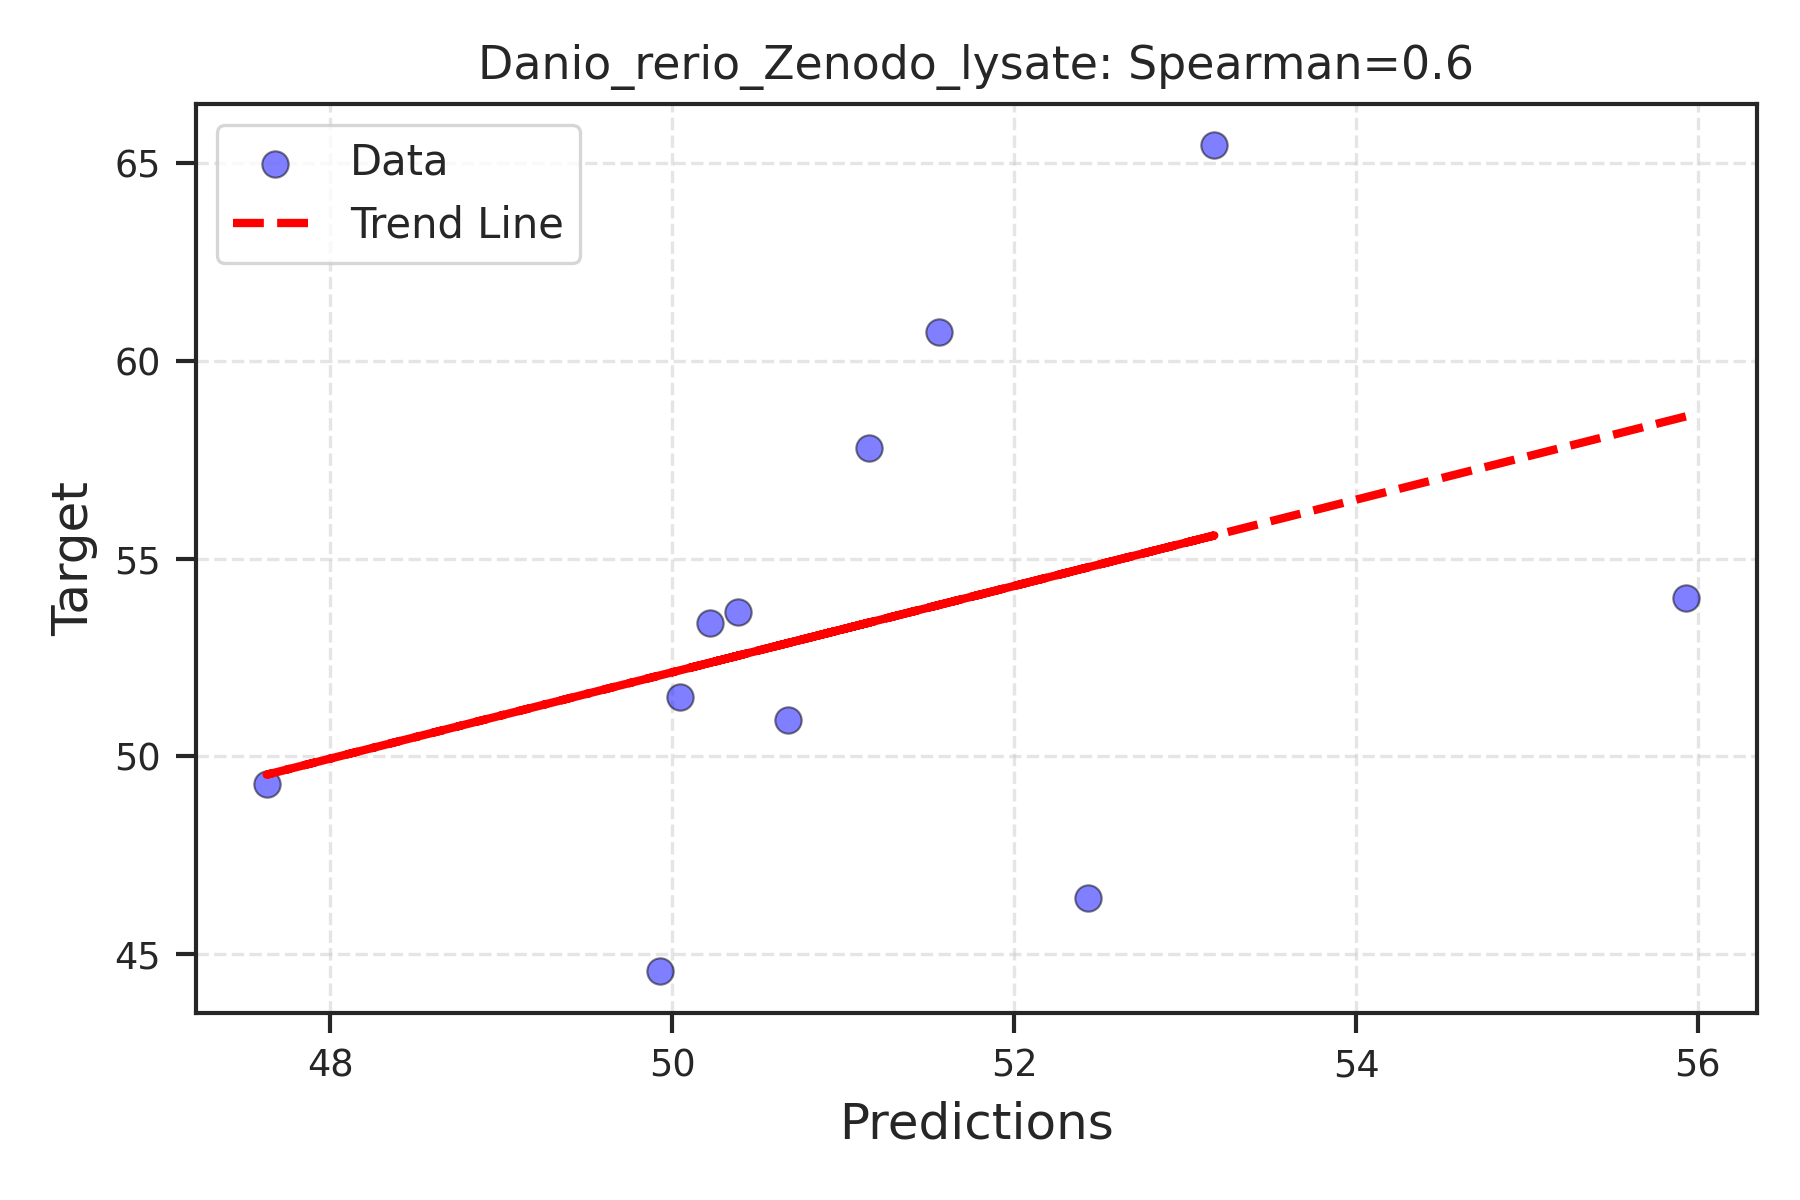 Danio_rerio_Zenodo_lysate: Spearman=0.6
Data
Trend Line
Target
65
60
55
50
45
48 50 52 54 56
Predictions